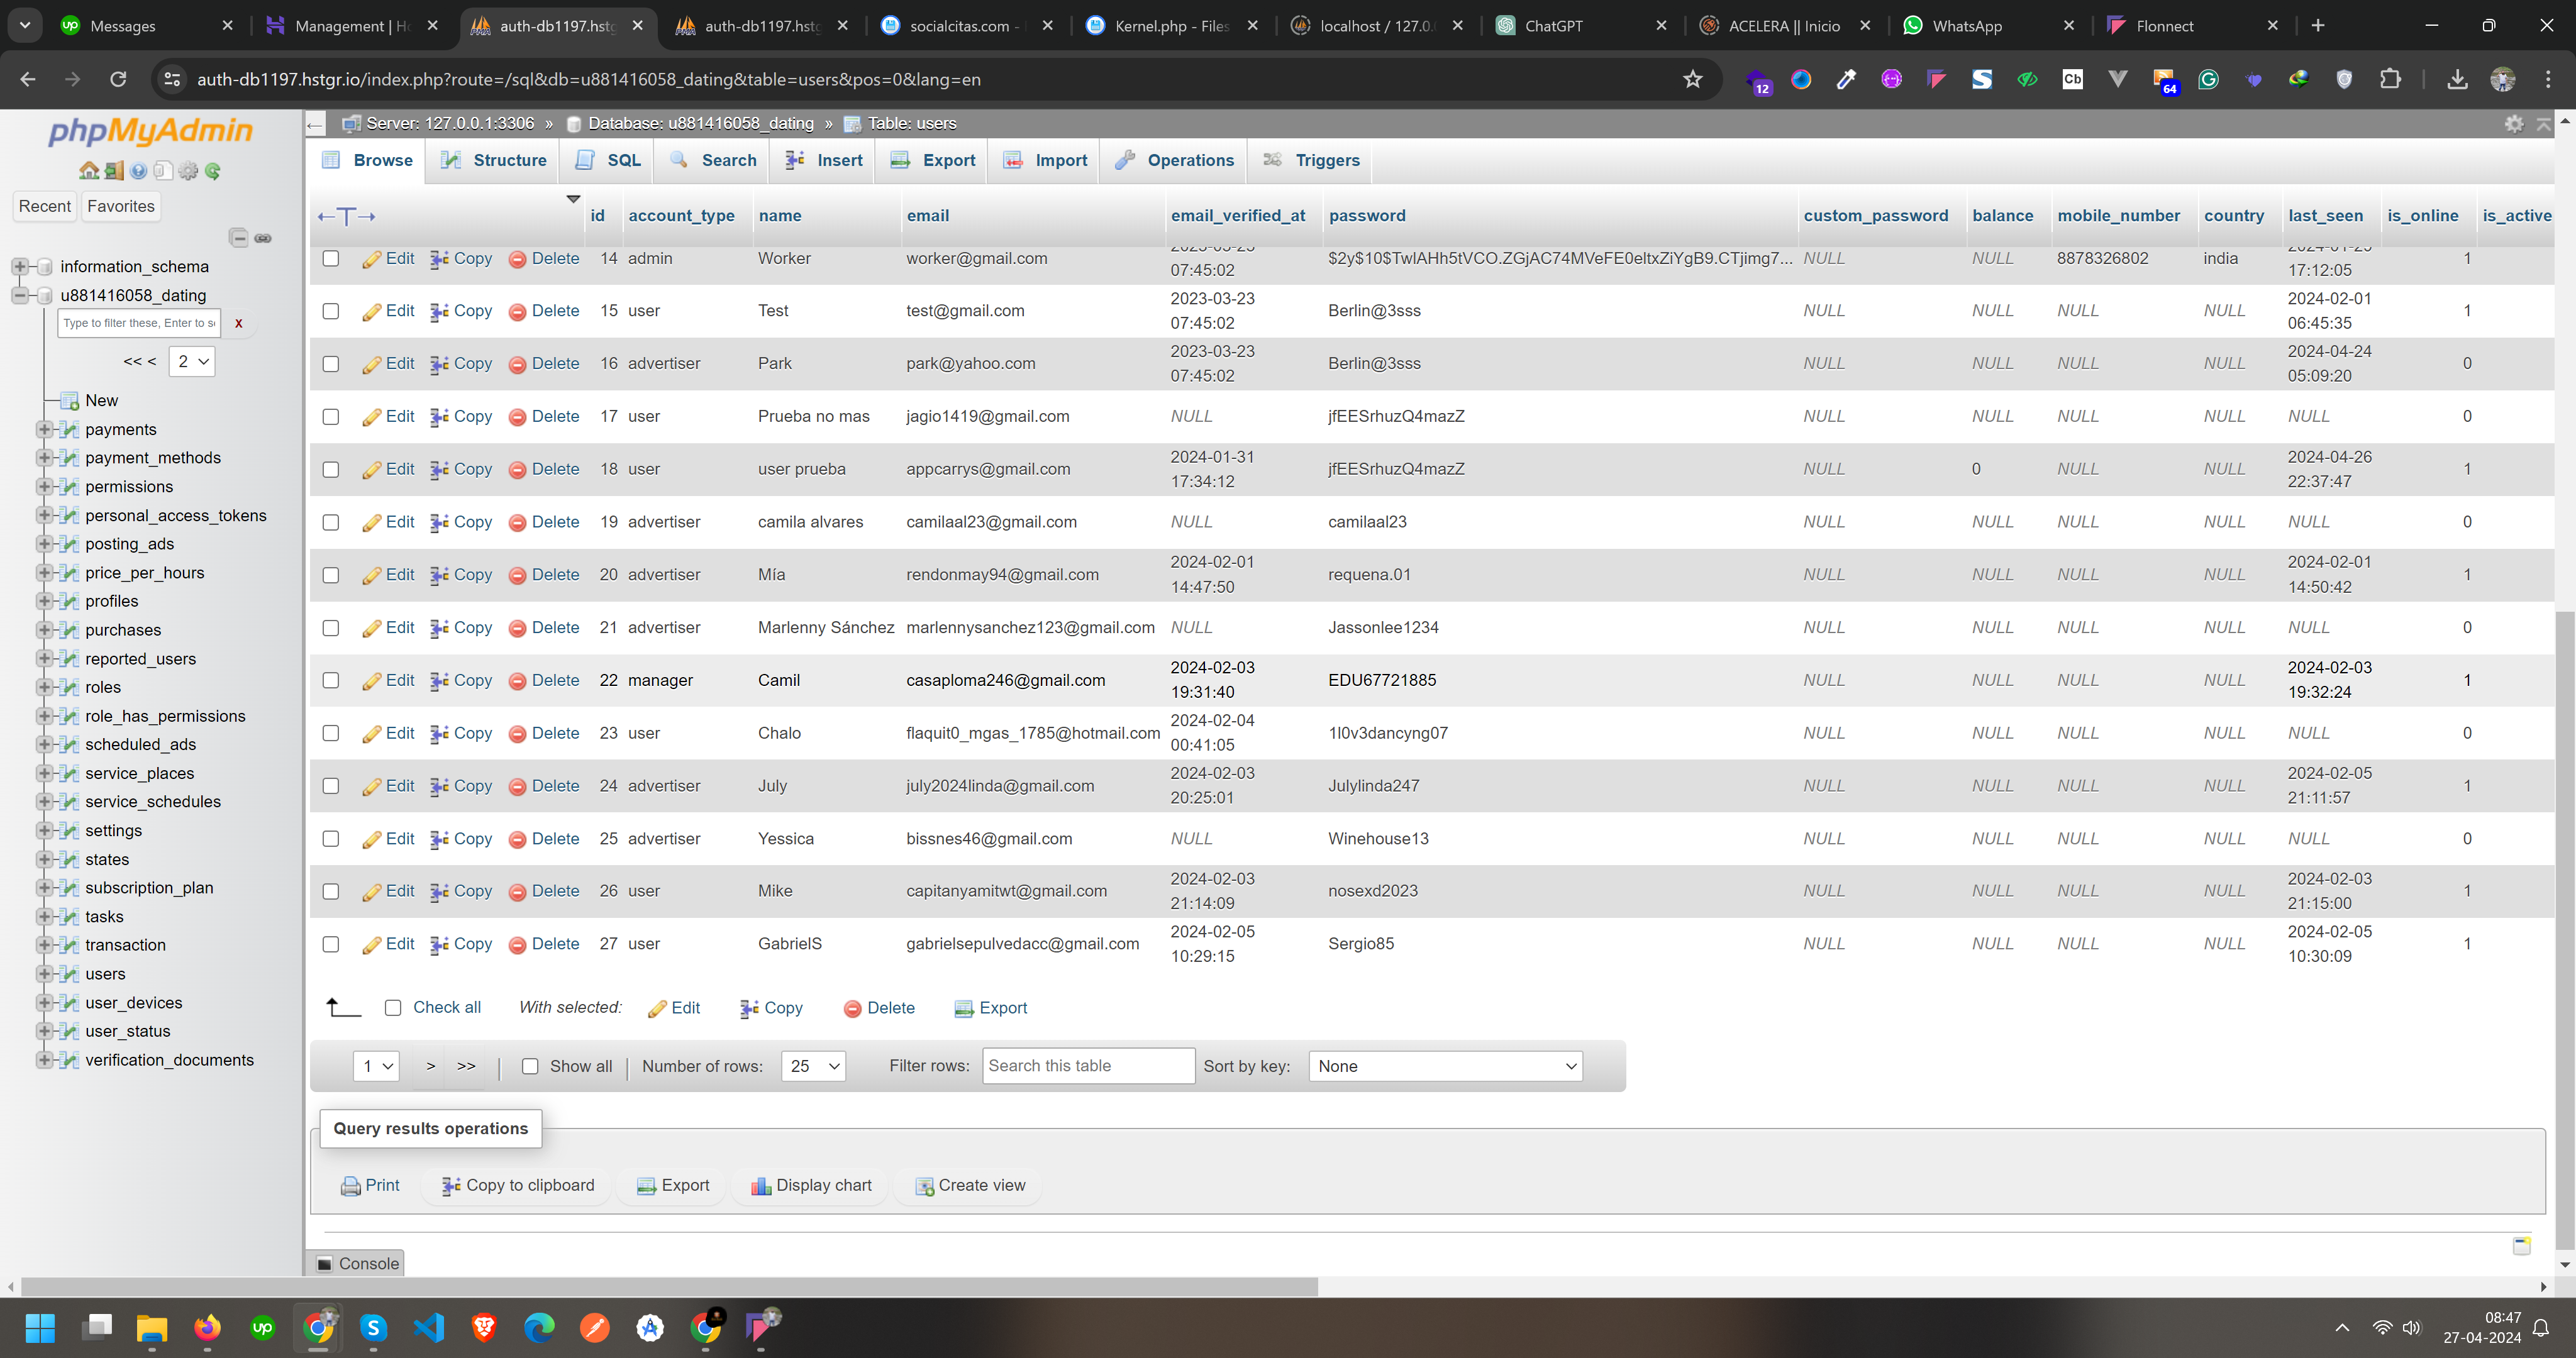 Messages
Management | Ho
auth-db1197.hstg
auth-db1197.hstg
socialcitas.com -
Kernel.php - Files
localhost / 127.0.
ChatGPT
ACELERA || Inicio
WhatsApp
Flonnect
auth-db1197.hstgr.io/index.php?route=/sql&db=u881416058_dating&table=users&pos=0&lang=en
12
Cb
64
phpMyAdmin
Recent
Favorites
information_schema
u881416058_dating
Type to filter these, Enter to s
X
<< <
2
New
payments
payment_methods
permissions
personal_access_tokens
posting_ads
price_per_hours
profiles
purchases
reported_users
roles
role_has_permissions
scheduled_ads
service_places
service_schedules
settings
states
subscription_plan
tasks
transaction
users
user_devices
user_status
verification_documents
Server: 127.0.0.1:3306 » Database: u881416058_dating » Table: users
Browse Structure SQL Search Insert Export Import Operations Triggers
←T→ id account_type name email email_verified_at password custom_password balance mobile_number country last_seen is_online is_active
Edit Copy Delete 14 admin Worker worker@gmail.com 2023-03-23 07:45:02 $2y$10$TwlAHh5tVCO.ZGjAC74MVeFE0eltxZiYgB9.CTjimg7... NULL NULL 8878326802 india 17:12:05 1
Edit Copy Delete 15 user Test test@gmail.com 2023-03-23 07:45:02 Berlin@3sss NULL NULL NULL NULL 2024-02-01 06:45:35 1
Edit Copy Delete 16 advertiser Park park@yahoo.com 2023-03-23 07:45:02 Berlin@3sss NULL NULL NULL NULL 2024-04-24 05:09:20 0
Edit Copy Delete 17 user Prueba no mas jagio1419@gmail.com NULL jfEESrhuzQ4mazZ NULL NULL NULL NULL NULL 0
Edit Copy Delete 18 user user prueba appcarrys@gmail.com 2024-01-31 17:34:12 jfEESrhuzQ4mazZ NULL 0 NULL NULL 2024-04-26 22:37:47 1
Edit Copy Delete 19 advertiser camila alvares camilaal23@gmail.com NULL camilaal23 NULL NULL NULL NULL NULL 0
Edit Copy Delete 20 advertiser Mía rendonmay94@gmail.com 2024-02-01 14:47:50 requena.01 NULL NULL NULL NULL 2024-02-01 14:50:42 1
Edit Copy Delete 21 advertiser Marlenny Sánchez marlennysanchez123@gmail.com NULL Jassonlee1234 NULL NULL NULL NULL NULL 0
Edit Copy Delete 22 manager Camil casaploma246@gmail.com 2024-02-03 19:31:40 EDU67721885 NULL NULL NULL NULL 2024-02-03 19:32:24 1
Edit Copy Delete 23 user Chalo flaquit0_mgas_1785@hotmail.com 2024-02-04 00:41:05 1l0v3dancyng07 NULL NULL NULL NULL NULL 0
Edit Copy Delete 24 advertiser July july2024linda@gmail.com 2024-02-03 20:25:01 Julylinda247 NULL NULL NULL NULL 2024-02-05 21:11:57 1
Edit Copy Delete 25 advertiser Yessica bissnes46@gmail.com NULL Winehouse13 NULL NULL NULL NULL NULL 0
Edit Copy Delete 26 user Mike capitanyamitwt@gmail.com 2024-02-03 21:14:09 nosexd2023 NULL NULL NULL NULL 2024-02-03 21:15:00 1
Edit Copy Delete 27 user GabrielS gabrielsepulvedacc@gmail.com 2024-02-05 10:29:15 Sergio85 NULL NULL NULL NULL 2024-02-05 10:30:09 1
Check all With selected: Edit Copy Delete Export
1 > >> | Show all | Number of rows: 25 Filter rows: Search this table Sort by key: None
Query results operations
Print Copy to clipboard Export Display chart Create view
Console
08:47
27-04-2024